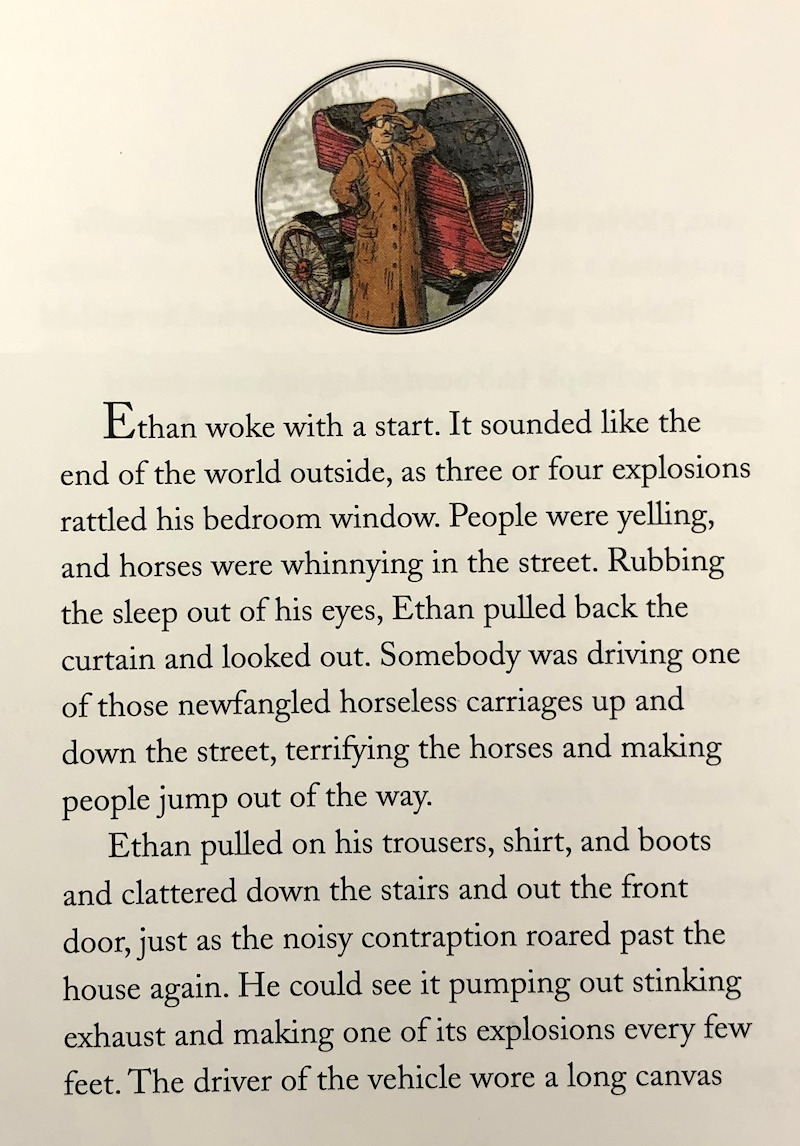 Ethan woke with a start. It sounded like the
end of the world outside, as three or four explosions
rattled his bedroom window. People were yelling,
and horses were whinnying in the street. Rubbing
the sleep out of his eyes, Ethan pulled back the
curtain and looked out. Somebody was driving one
of those newfangled horseless carriages up and
down the street, terrifying the horses and making
people jump out of the way.
Ethan pulled on his trousers, shirt, and boots
and clattered down the stairs and out the front
door, just as the noisy contraption roared past the
house again. He could see it pumping out stinking
exhaust and making one of its explosions every few
feet. The driver of the vehicle wore a long canvas